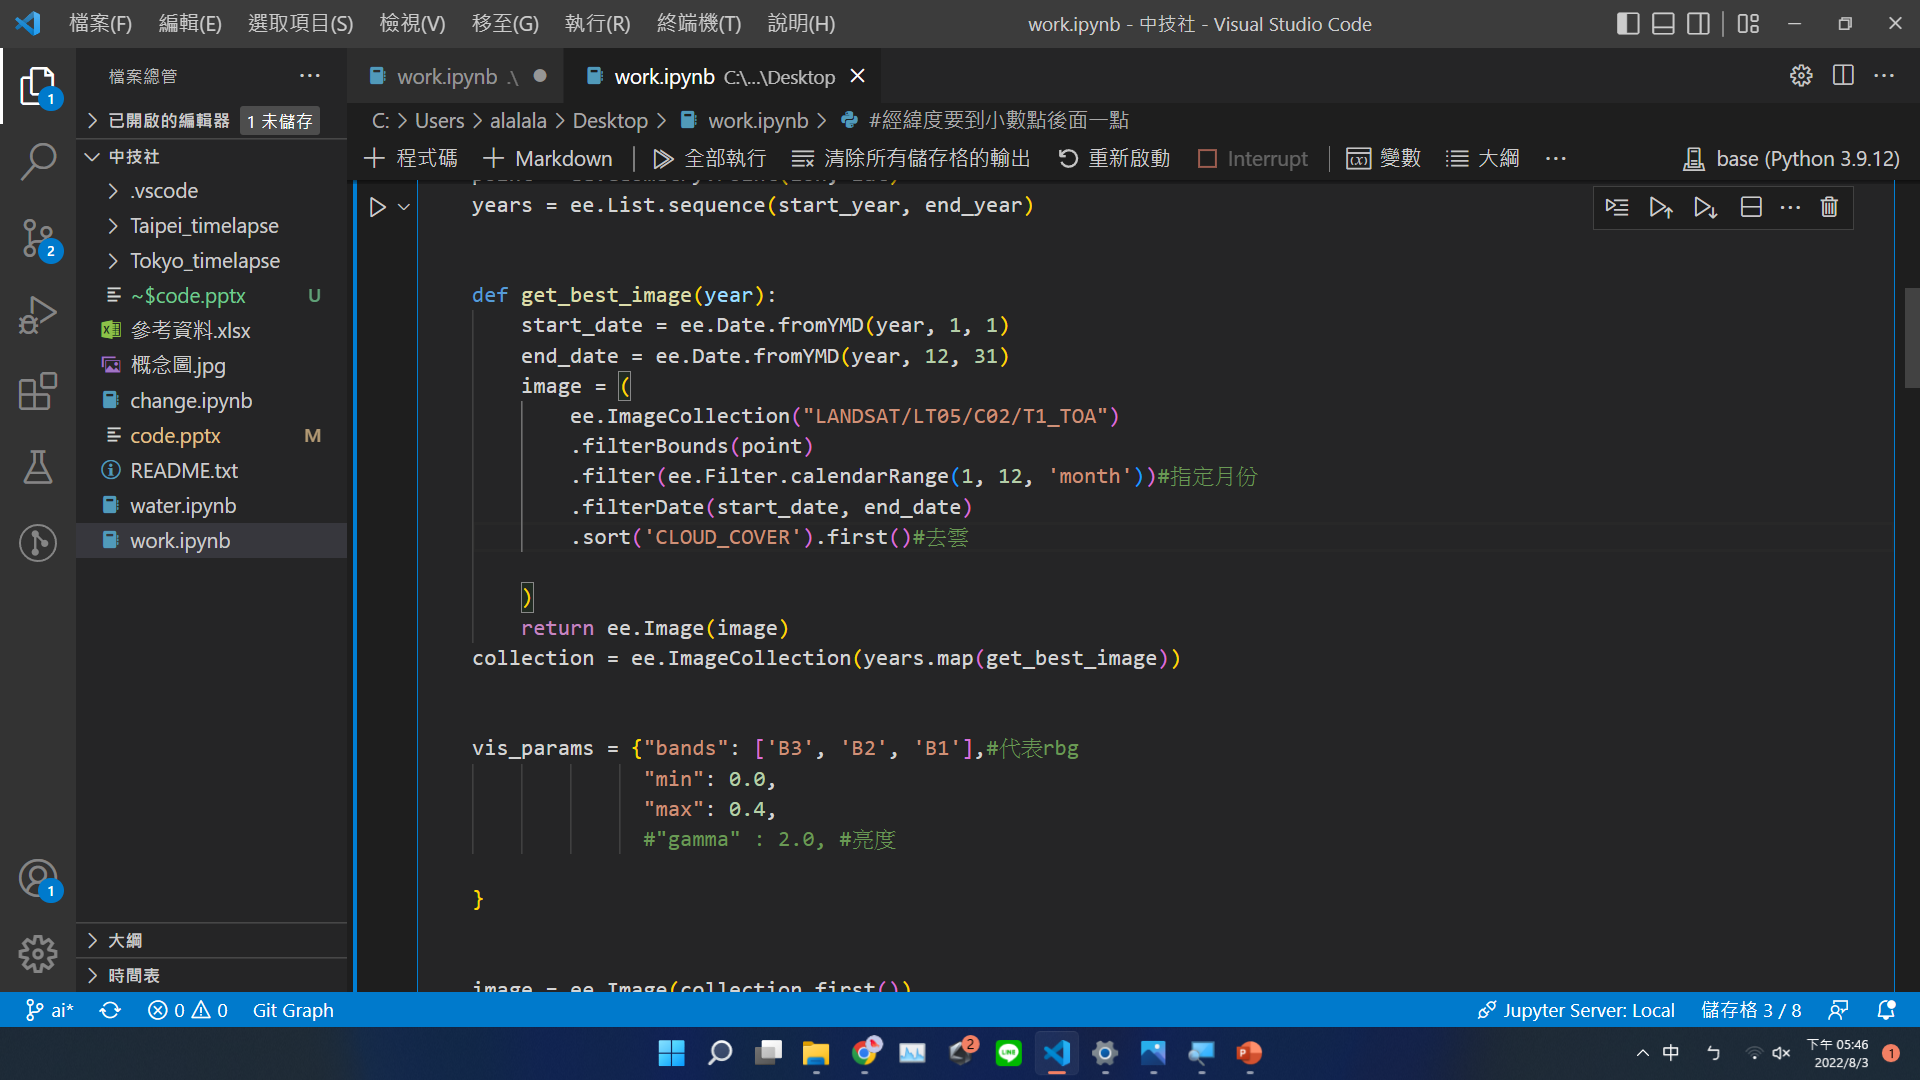 檔案(F) 編輯(E) 選取項目(S) 檢視(V) 移至(G) 執行(R) 終端機(T) 說明(H) work.ipynb - 中技社 - Visual Studio Code
檔案總管
work.ipynb .\
work.ipynb C:\...\Desktop
已開啟的編輯器 1 未儲存
C: > Users > alalala > Desktop > work.ipynb > #經緯度要到小數點後面一點
程式碼 Markdown 全部執行 清除所有儲存格的輸出 重新啟動 Interrupt 變數 大綱 base (Python 3.9.12)
中技社
.vscode
Taipei_timelapse
Tokyo_timelapse
~$code.pptx U
參考資料.xlsx
概念圖.jpg
change.ipynb
code.pptx M
README.txt
water.ipynb
work.ipynb
大綱
時間表
1
2
1
years = ee.List.sequence(start_year, end_year)
def get_best_image(year):
start_date = ee.Date.fromYMD(year, 1, 1)
end_date = ee.Date.fromYMD(year, 12, 31)
image = (
ee.ImageCollection("LANDSAT/LT05/C02/T1_TOA")
.filterBounds(point)
.filter(ee.Filter.calendarRange(1, 12, 'month'))#指定月份
.filterDate(start_date, end_date)
.sort('CLOUD_COVER').first()#去雲
)
return ee.Image(image)
collection = ee.ImageCollection(years.map(get_best_image))
vis_params = {"bands": ['B3', 'B2', 'B1'],#代表rbg
"min": 0.0,
"max": 0.4,
#"gamma" : 2.0, #亮度
}
image = ee.Image(collection.first())
ai* 0 0 Git Graph Jupyter Server: Local 儲存格 3 / 8
2
中 ㄅ 下午 05:46
2022/8/3
1